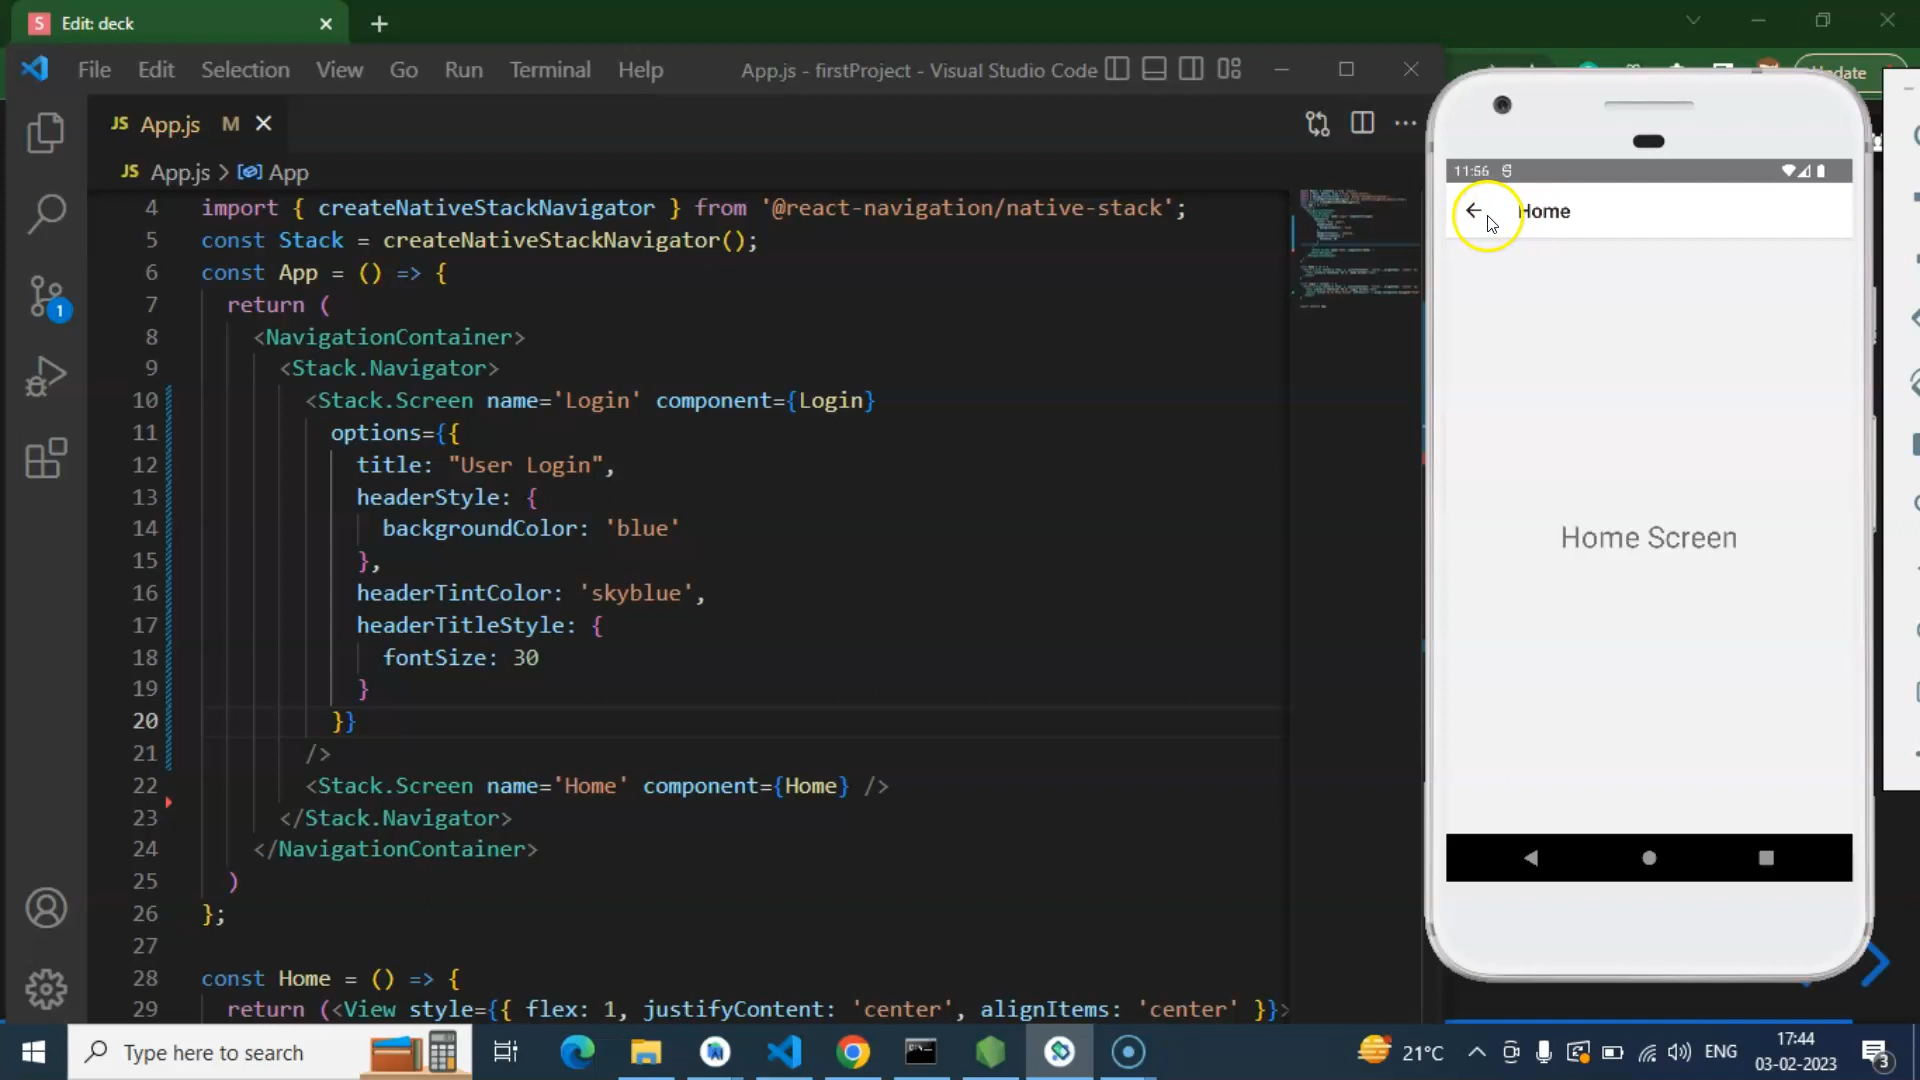 Edit: deck
File Edit Selection View Go Run Terminal Help
App.js - firstProject - Visual Studio Code
JS App.js M
JS App.js > App
4 import { createNativeStackNavigator } from '@react-navigation/native-stack';
5 const Stack = createNativeStackNavigator();
6 const App = () => {
7 return (
8 <NavigationContainer>
9 <Stack.Navigator>
10 <Stack.Screen name='Login' component={Login}
11 options={{
12 title: "User Login",
13 headerStyle: {
14 backgroundColor: 'blue'
15 },
16 headerTintColor: 'skyblue',
17 headerTitleStyle: {
18 fontSize: 30
19 }
20 }}
21 />
22 <Stack.Screen name='Home' component={Home} />
23 </Stack.Navigator>
24 </NavigationContainer>
25 )
26 };
27
28 const Home = () => {
29 return (<View style={{ flex: 1, justifyContent: 'center', alignItems: 'center' }}>
1
11:56
Home
Home Screen
Type here to search
21°C
ENG
17:44
03-02-2023
3